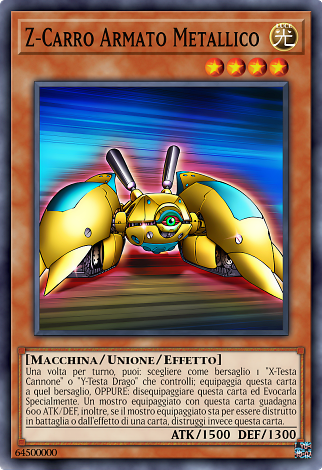 Z-Carro Armato Metallico
光
[Macchina/Unione/Effetto]
Una volta per turno, puoi: scegliere come bersaglio 1 "X-Testa
Cannone" o "Y-Testa Drago" che controlli; equipaggia questa carta
a quel bersaglio. OPPURE: disequipaggiare questa carta ed Evocarla
Specialmente. Un mostro equipaggiato con questa carta guadagna
600 ATK/DEF, inoltre, se il mostro equipaggiato sta per essere distrutto
in battaglia o dall'effetto di una carta, distruggi invece questa carta.
ATK/1500 DEF/1300
64500000